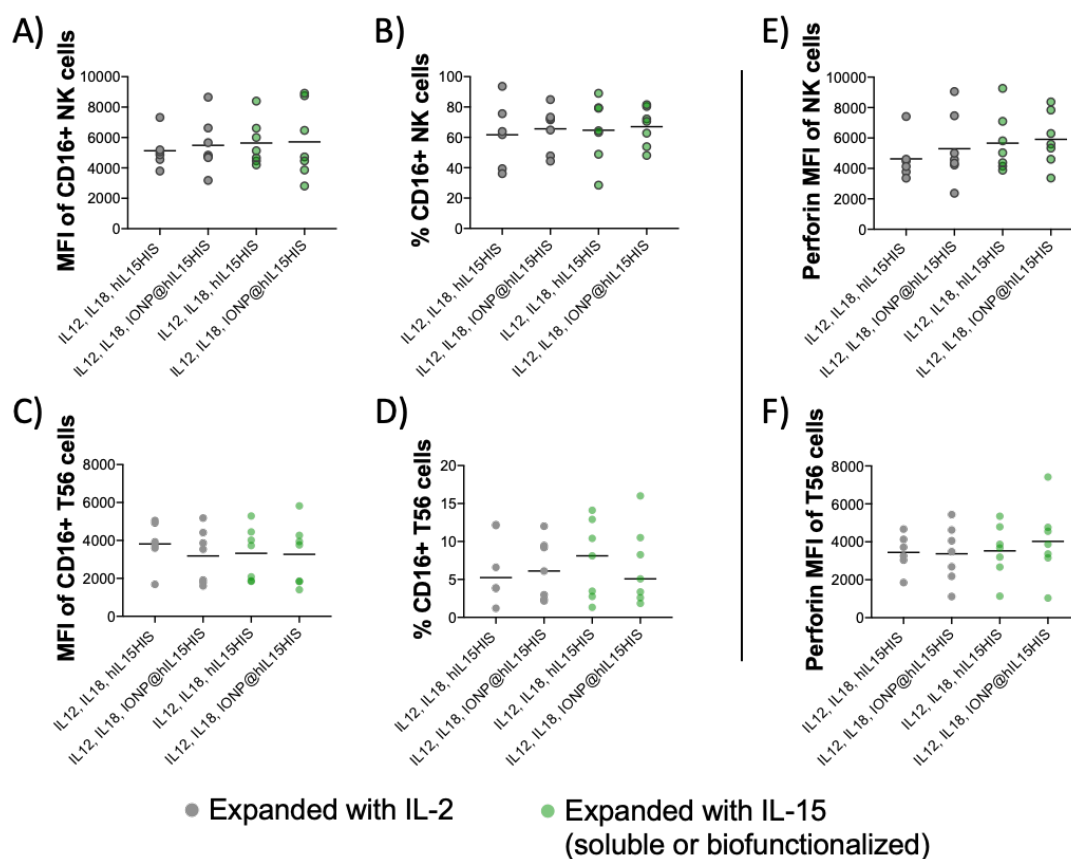 A)
MFI of CD16+ NK cells
10000
8000
6000
4000
2000
0
IL12, IL18, hIL15HIS
IL12, IL18, IONP@hIL15HIS
IL12, IL18, hIL15HIS
IL12, IL18, IONP@hIL15HIS
B)
% CD16+ NK cells
100
80
60
40
20
0
IL12, IL18, hIL15HIS
IL12, IL18, IONP@hIL15HIS
IL12, IL18, hIL15HIS
IL12, IL18, IONP@hIL15HIS
E)
Perforin MFI of NK cells
10000
8000
6000
4000
2000
0
IL12, IL18, hIL15HIS
IL12, IL18, IONP@hIL15HIS
IL12, IL18, hIL15HIS
IL12, IL18, IONP@hIL15HIS
C)
MFI of CD16+ T56 cells
8000
6000
4000
2000
0
IL12, IL18, hIL15HIS
IL12, IL18, IONP@hIL15HIS
IL12, IL18, hIL15HIS
IL12, IL18, IONP@hIL15HIS
D)
% CD16+ T56 cells
20
15
10
5
0
IL12, IL18, hIL15HIS
IL12, IL18, IONP@hIL15HIS
IL12, IL18, hIL15HIS
IL12, IL18, IONP@hIL15HIS
F)
Perforin MFI of T56 cells
8000
6000
4000
2000
0
IL12, IL18, hIL15HIS
IL12, IL18, IONP@hIL15HIS
IL12, IL18, hIL15HIS
IL12, IL18, IONP@hIL15HIS
Expanded with IL-2
Expanded with IL-15
(soluble or biofunctionalized)